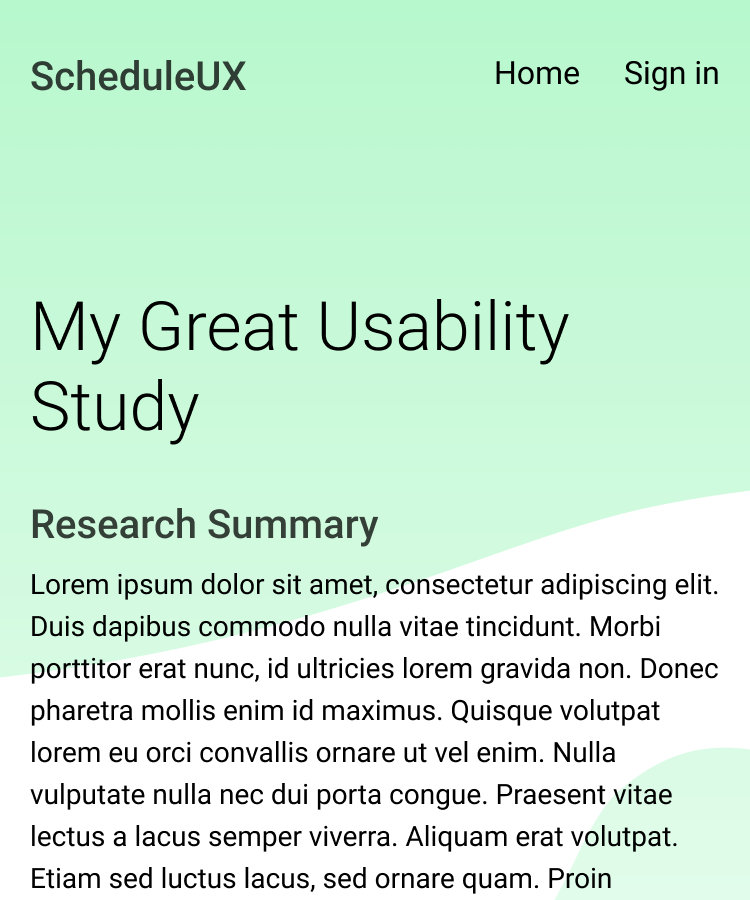 ScheduleUX
Home Sign in
My Great Usability
Study
Research Summary
Lorem ipsum dolor sit amet, consectetur adipiscing elit.
Duis dapibus commodo nulla vitae tincidunt. Morbi
porttitor erat nunc, id ultricies lorem gravida non. Donec
pharetra mollis enim id maximus. Quisque volutpat
lorem eu orci convallis ornare ut vel enim. Nulla
vulputate nulla nec dui porta congue. Praesent vitae
lectus a lacus semper viverra. Aliquam erat volutpat.
Etiam sed luctus lacus, sed ornare quam. Proin